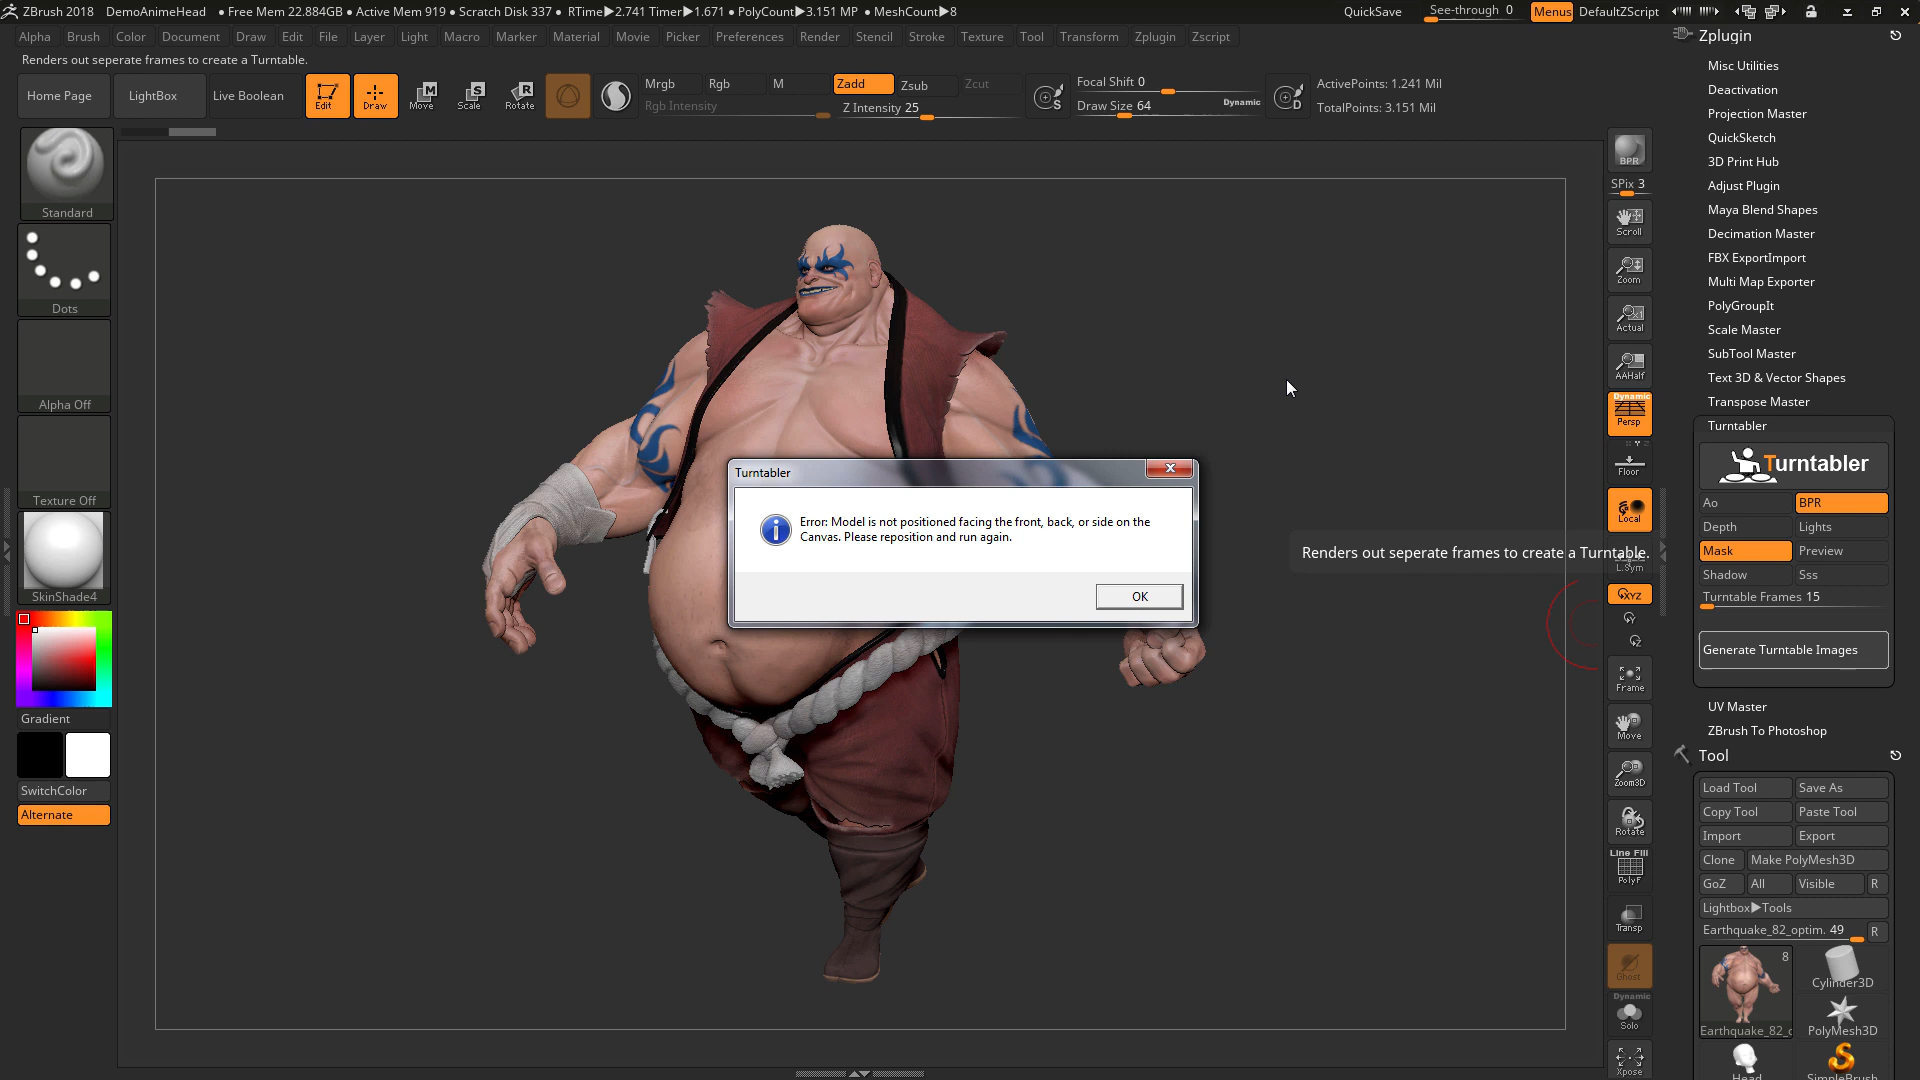 ZBrush 2018 DemoAnimeHead • Free Mem 22.884GB • Active Mem 919 • Scratch Disk 337 • RTime▶2.741 Timer▶1.671 • PolyCount▶3.151 MP • MeshCount▶8
QuickSave See-through 0 Menus DefaultZScript
Alpha Brush Color Document Draw Edit File Layer Light Macro Marker Material Movie Picker Preferences Render Stencil Stroke Texture Tool Transform Zplugin Zscript
Renders out seperate frames to create a Turntable.
Home Page LightBox Live Boolean Edit Draw Move Scale Rotate
Mrgb Rgb M Zadd Zsub Zcut
Rgb Intensity Z Intensity 25
Focal Shift 0
Draw Size 64 Dynamic
ActivePoints: 1.241 Mil
TotalPoints: 3.151 Mil
Standard
Dots
Alpha Off
Texture Off
SkinShade4
Gradient
SwitchColor
Alternate
Turntabler
Error: Model is not positioned facing the front, back, or side on the
Canvas. Please reposition and run again.
OK
Renders out seperate frames to create a Turntable.
BPR
SPix 3
Scroll
Zoom
Actual
AAHalf
Dynamic
Persp
Floor
Local
L.Sym
XYZ
Y
Z
Frame
Move
Zoom3D
Rotate
Line Fill
PolyF
Transp
Ghost
Dynamic
Solo
Xpose
Zplugin
Misc Utilities
Deactivation
Projection Master
QuickSketch
3D Print Hub
Adjust Plugin
Maya Blend Shapes
Decimation Master
FBX ExportImport
Multi Map Exporter
PolyGroupIt
Scale Master
SubTool Master
Text 3D & Vector Shapes
Transpose Master
Turntabler
Turntabler
Ao BPR
Depth Lights
Mask Preview
Shadow Sss
Turntable Frames 15
Generate Turntable Images
UV Master
ZBrush To Photoshop
Tool
Load Tool Save As
Copy Tool Paste Tool
Import Export
Clone Make PolyMesh3D
GoZ All Visible R
Lightbox▶Tools
Earthquake_82_optim. 49 R
8
Cylinder3D
Earthquake_82_c PolyMesh3D
Head SimpleBrush